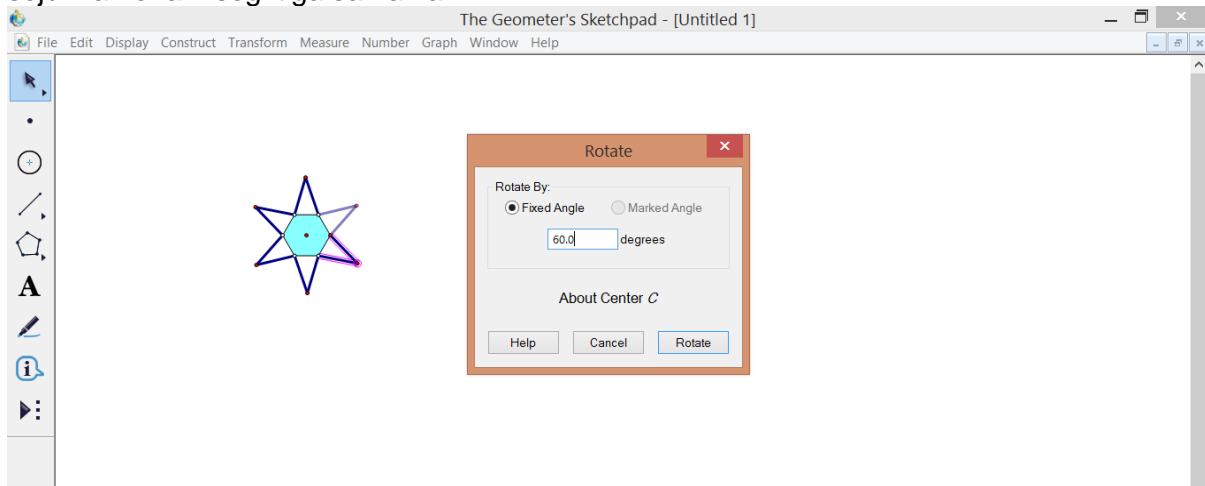 The Geometer's Sketchpad - [Untitled 1]
File Edit Display Construct Transform Measure Number Graph Window Help
Rotate
Rotate By:
Fixed Angle Marked Angle
60.0 degrees
About Center C
Help Cancel Rotate
A
i